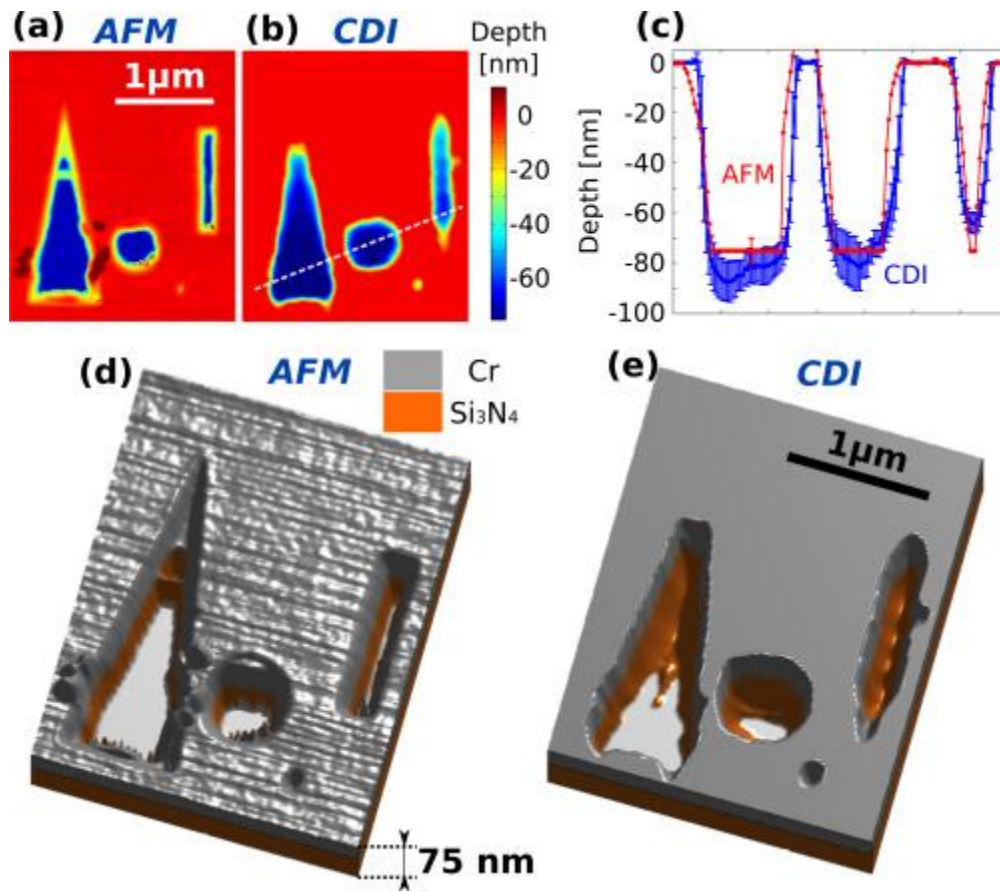 (a) AFM
1μm
(b) CDI
Depth
[nm]
0
-20
-40
-60
(c)
0
-20
-40
-60
-80
-100
Depth [nm]
AFM
CDI
(d) AFM
Cr
Si₃N₄
75 nm
(e) CDI
1μm